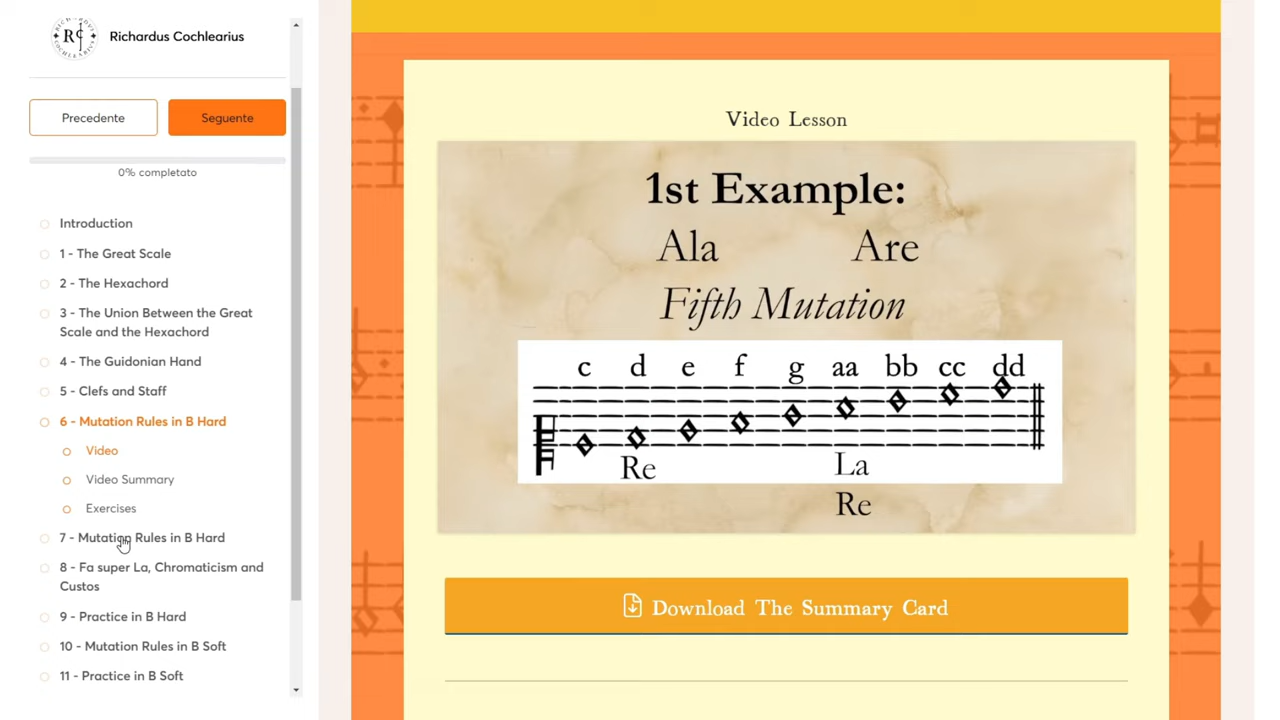 Richardus Cochlearius
Precedente
Seguente
0% completato
Introduction
1 - The Great Scale
2 - The Hexachord
3 - The Union Between the Great
Scale and the Hexachord
4 - The Guidonian Hand
5 - Clefs and Staff
6 - Mutation Rules in B Hard
Video
Video Summary
Exercises
7 - Mutation Rules in B Hard
8 - Fa super La, Chromaticism and
Custos
9 - Practice in B Hard
10 - Mutation Rules in B Soft
11 - Practice in B Soft
Video Lesson
1st Example:
Ala Are
Fifth Mutation
c d e f g aa bb cc dd
Re La
Re
Download The Summary Card